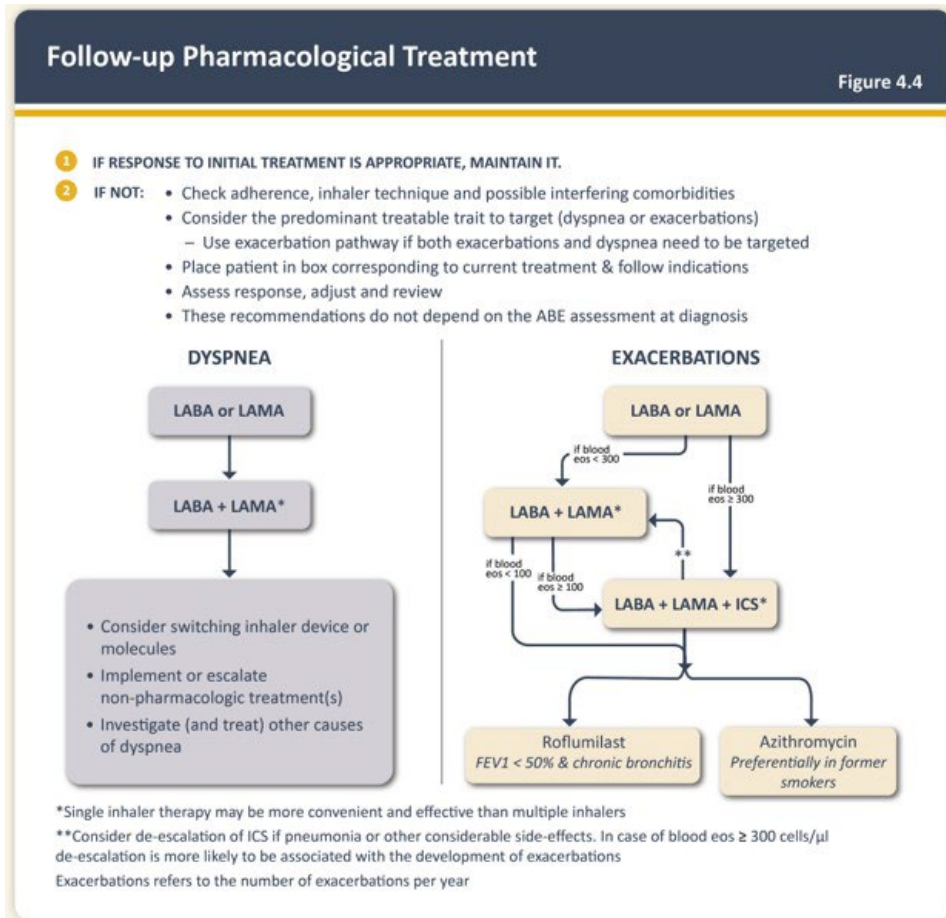 Follow-up Pharmacological Treatment
Figure 4.4
1 IF RESPONSE TO INITIAL TREATMENT IS APPROPRIATE, MAINTAIN IT.
2 IF NOT: • Check adherence, inhaler technique and possible interfering comorbidities
• Consider the predominant treatable trait to target (dyspnea or exacerbations)
– Use exacerbation pathway if both exacerbations and dyspnea need to be targeted
• Place patient in box corresponding to current treatment & follow indications
• Assess response, adjust and review
• These recommendations do not depend on the ABE assessment at diagnosis
DYSPNEA
LABA or LAMA
LABA + LAMA*
• Consider switching inhaler device or
molecules
• Implement or escalate
non-pharmacologic treatment(s)
• Investigate (and treat) other causes
of dyspnea
EXACERBATIONS
LABA or LAMA
if blood
eos < 300
if blood
eos ≥ 300
LABA + LAMA*
**
if blood
eos < 100
if blood
eos ≥ 100
LABA + LAMA + ICS*
Roflumilast
FEV1 < 50% & chronic bronchitis
Azithromycin
Preferentially in former
smokers
*Single inhaler therapy may be more convenient and effective than multiple inhalers
**Consider de-escalation of ICS if pneumonia or other considerable side-effects. In case of blood eos ≥ 300 cells/μl
de-escalation is more likely to be associated with the development of exacerbations
Exacerbations refers to the number of exacerbations per year